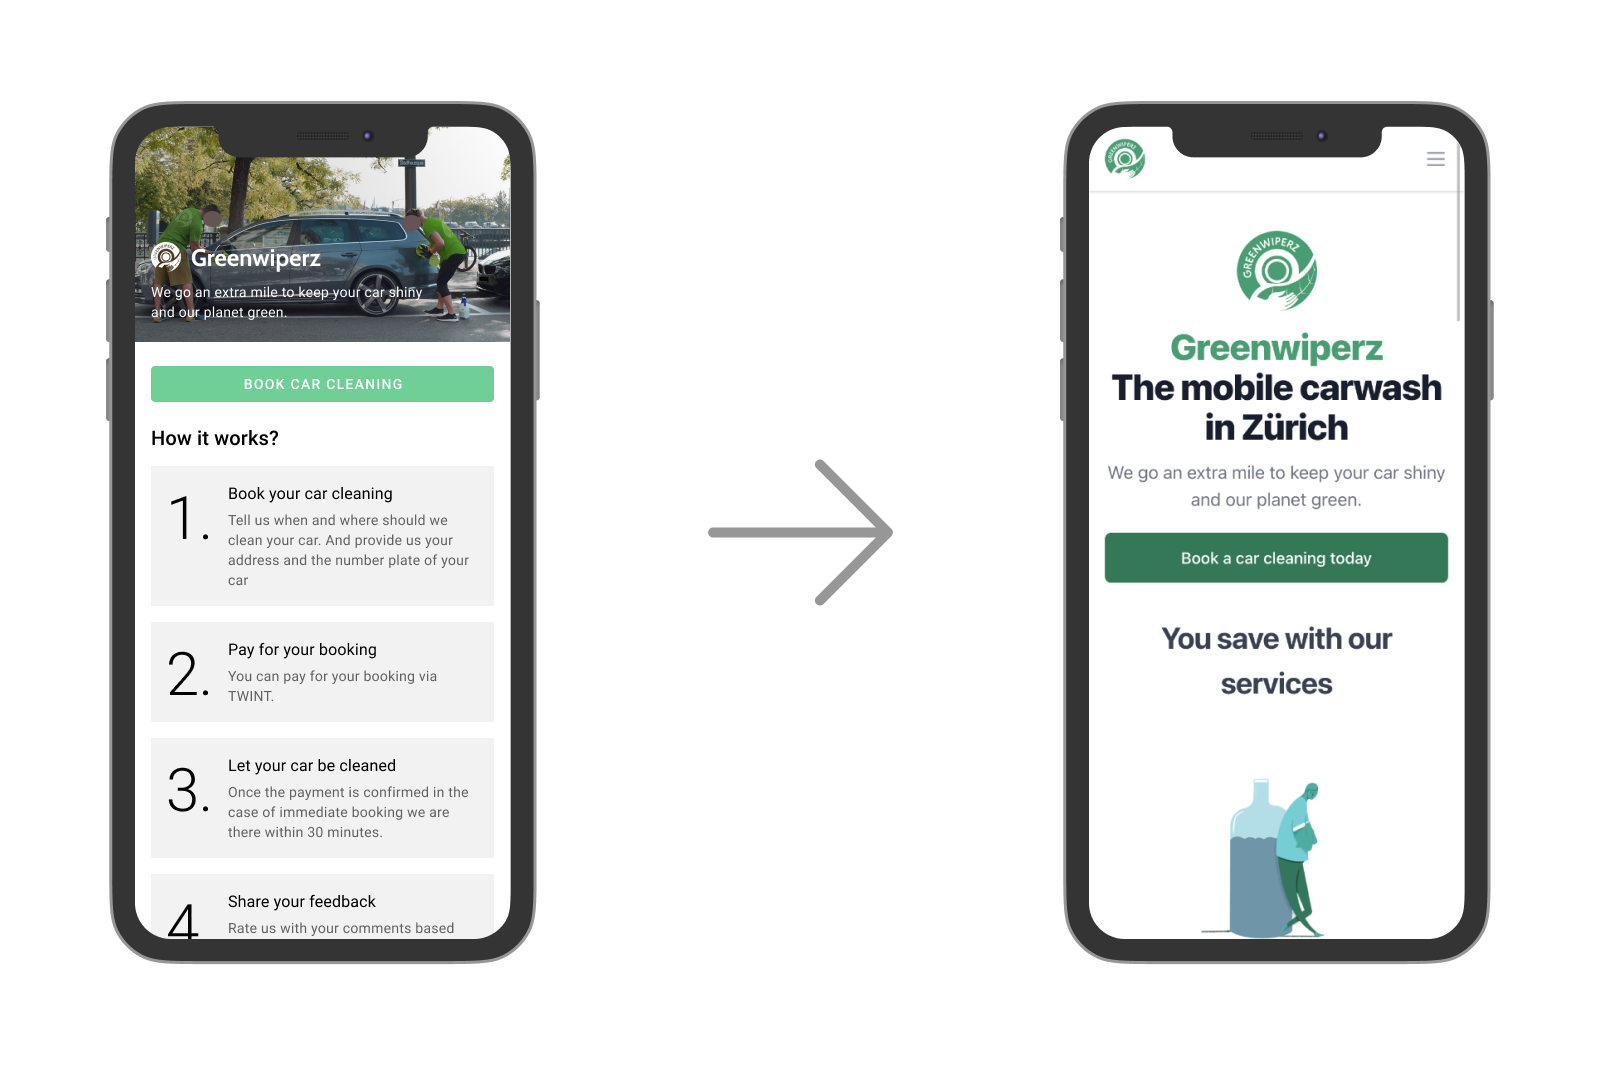 Greenwiperz
We go an extra mile to keep your car shiny
and our planet green.
BOOK CAR CLEANING
How it works?
1.
Book your car cleaning
Tell us when and where should we
clean your car. And provide us your
address and the number plate of your
car
2.
Pay for your booking
You can pay for your booking via
TWINT.
3.
Let your car be cleaned
Once the payment is confirmed in the
case of immediate booking we are
there within 30 minutes.
4
Share your feedback
Rate us with your comments based
GREENWIPERZ
GREENWIPERZ
Greenwiperz
The mobile carwash
in Zürich
We go an extra mile to keep your car shiny
and our planet green.
Book a car cleaning today
You save with our
services